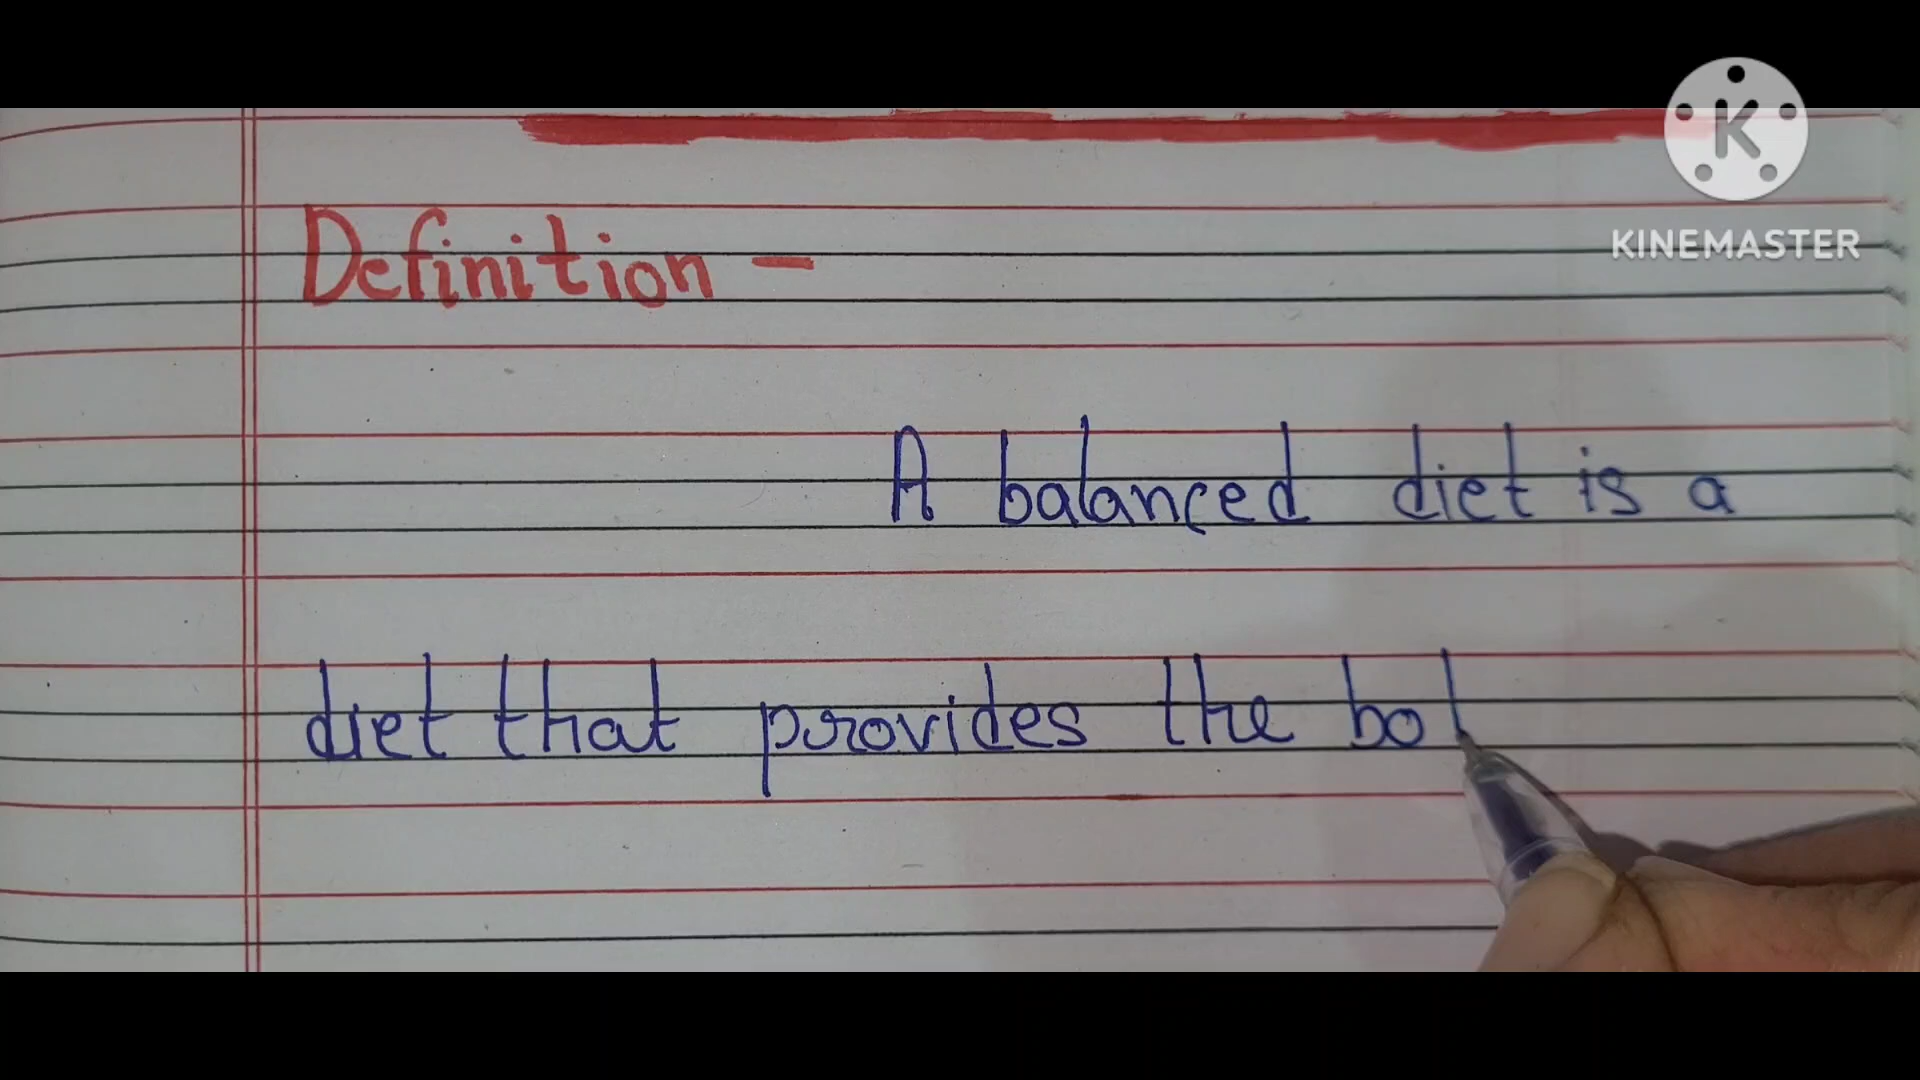 K
KINEMASTER
Definition -
A balanced diet is a
diet that provides the bo